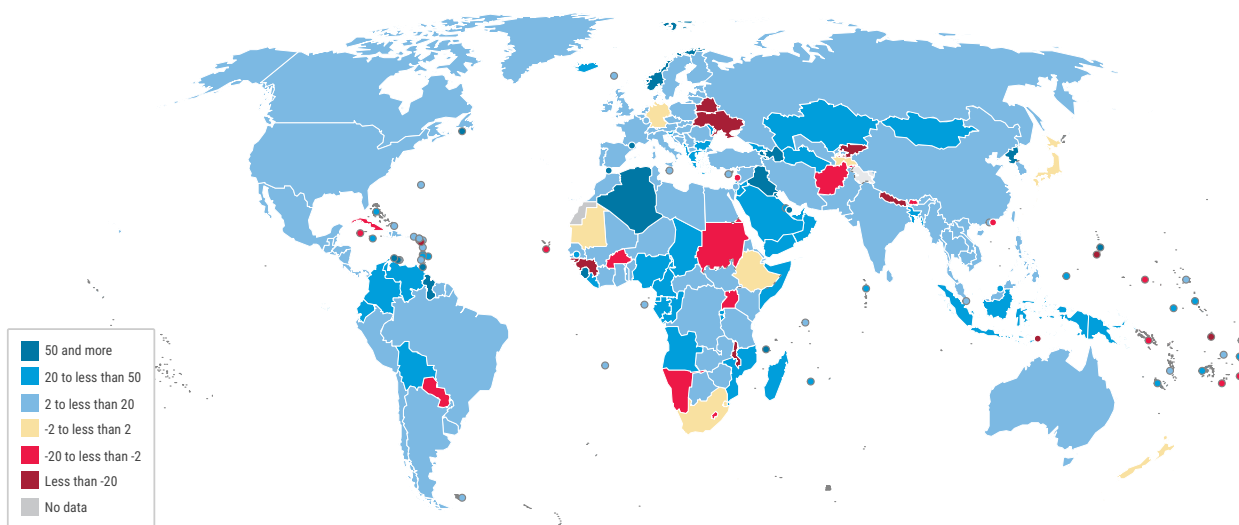 50 and more
20 to less than 50
2 to less than 20
-2 to less than 2
-20 to less than -2
Less than -20
No data